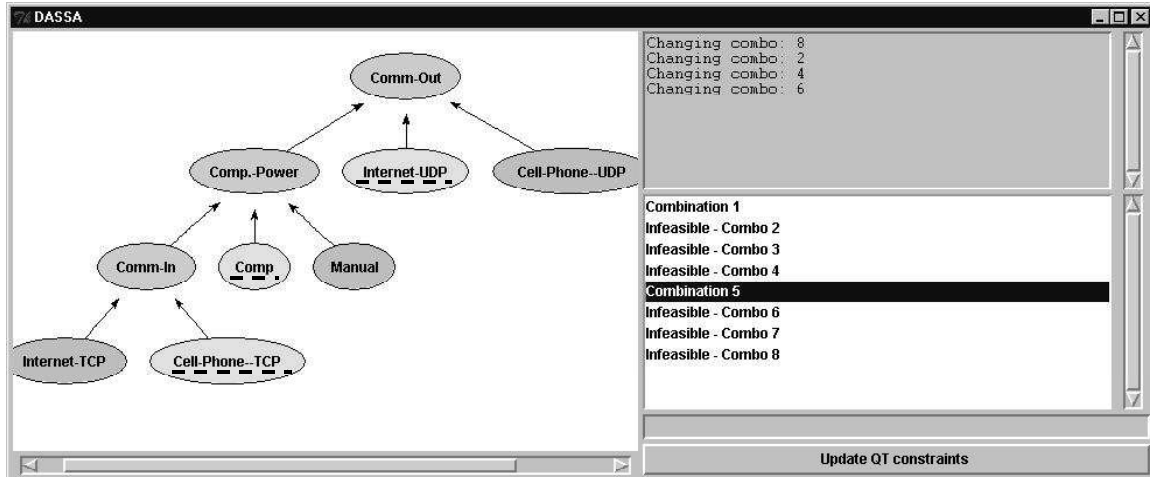 DASSA
Comm-Out
Comp.-Power
Internet-UDP
Cell-Phone--UDP
Comm-In
Comp
Manual
Internet-TCP
Cell-Phone--TCP
Changing combo: 8
Changing combo: 2
Changing combo: 4
Changing combo: 6
Combination 1
Infeasible - Combo 2
Infeasible - Combo 3
Infeasible - Combo 4
Combination 5
Infeasible - Combo 6
Infeasible - Combo 7
Infeasible - Combo 8
Update QT constraints